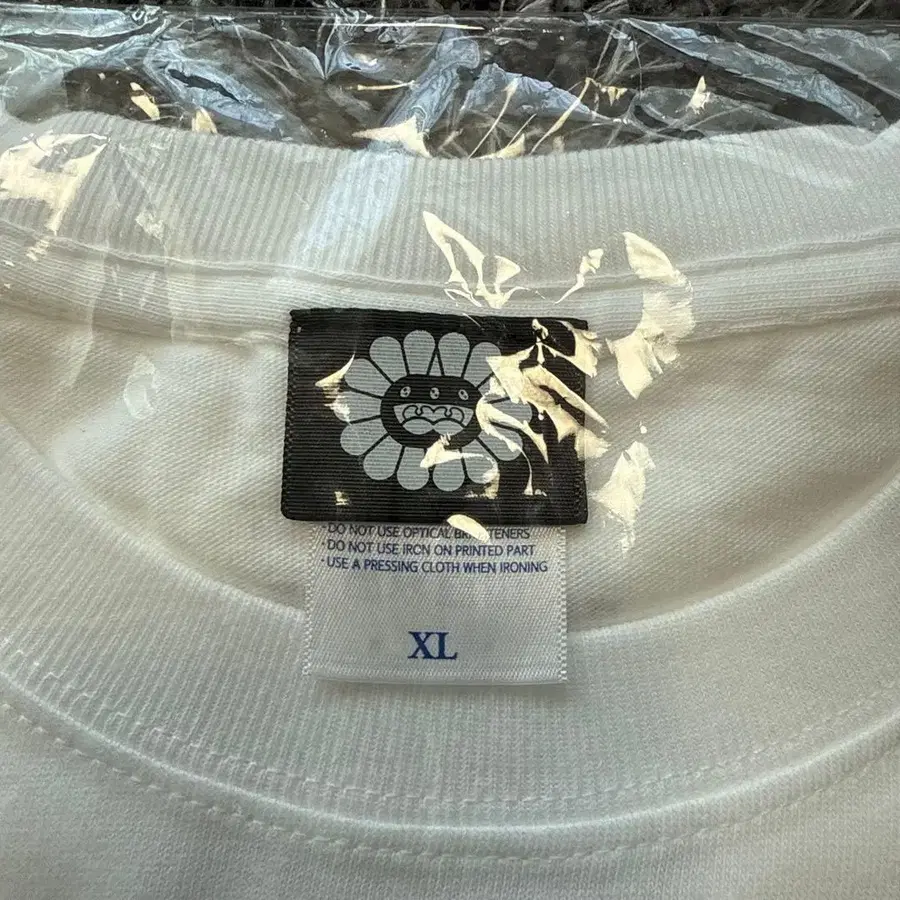 *DO NOT USE OPTICAL BRIGHTENERS
*DO NOT USE IRON ON PRINTED PART
*USE A PRESSING CLOTH WHEN IRONING
XL